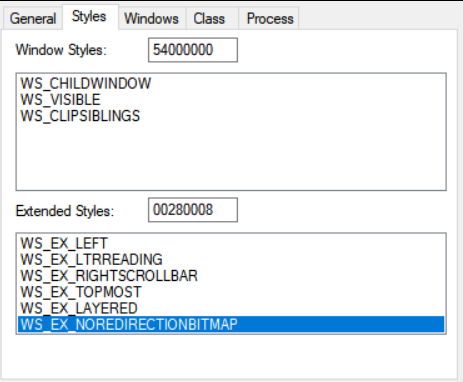 General Styles Windows Class Process
Window Styles: 54000000
WS_CHILDWINDOW
WS_VISIBLE
WS_CLIPSIBLINGS
Extended Styles: 00280008
WS_EX_LEFT
WS_EX_LTRREADING
WS_EX_RIGHTSCROLLBAR
WS_EX_TOPMOST
WS_EX_LAYERED
WS_EX_NOREDIRECTIONBITMAP